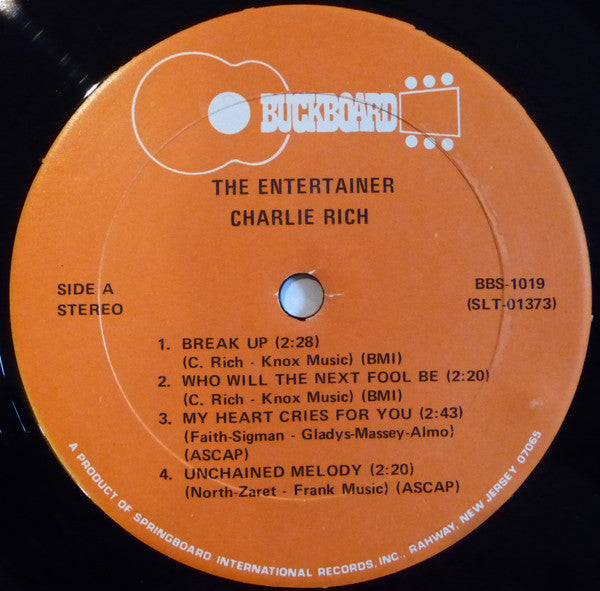 BUCKBOARD
THE ENTERTAINER
CHARLIE RICH
SIDE A
STEREO
BBS-1019
(SLT-01373)
1. BREAK UP (2:28)
(C. Rich - Knox Music) (BMI)
2. WHO WILL THE NEXT FOOL BE (2:20)
(C. Rich - Knox Music) (BMI)
3. MY HEART CRIES FOR YOU (2:43)
(Faith-Sigman - Gladys-Massey-Almo)
(ASCAP)
4. UNCHAINED MELODY (2:20)
(North-Zaret - Frank Music) (ASCAP)
A PRODUCT OF SPRINGBOARD INTERNATIONAL RECORDS, INC., RAHWAY, NEW JERSEY 07065